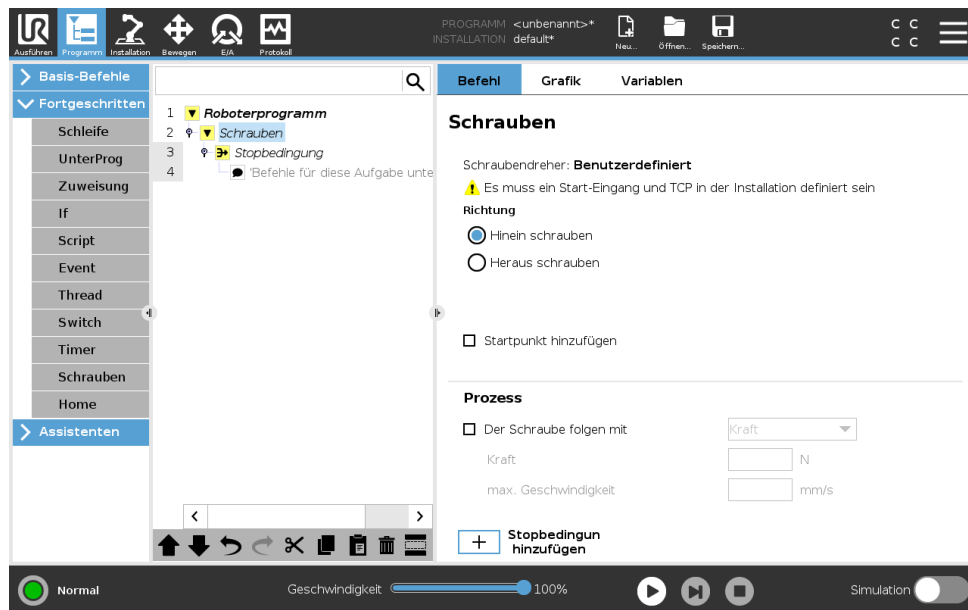 PROGRAMM <unbenannt>*
INSTALLATION default*
Ausführen Programm Installation Bewegen E/A Protokoll Neu... Öffnen... Speichern...
C C
C C
Basis-Befehle
Fortgeschritten
Schleife
UnterProg
Zuweisung
If
Script
Event
Thread
Switch
Timer
Schrauben
Home
Assistenten
1 Roboterprogramm
2 Schrauben
3 Stopbedingung
4 'Befehle für diese Aufgabe unte
Befehl Grafik Variablen
Schrauben
Schraubendreher: Benutzerdefiniert
Es muss ein Start-Eingang und TCP in der Installation definiert sein
Richtung
Hinein schrauben
Heraus schrauben
Startpunkt hinzufügen
Prozess
Der Schraube folgen mit Kraft
Kraft N
max. Geschwindigkeit mm/s
Stopbedingun
hinzufügen
Normal Geschwindigkeit 100% Simulation